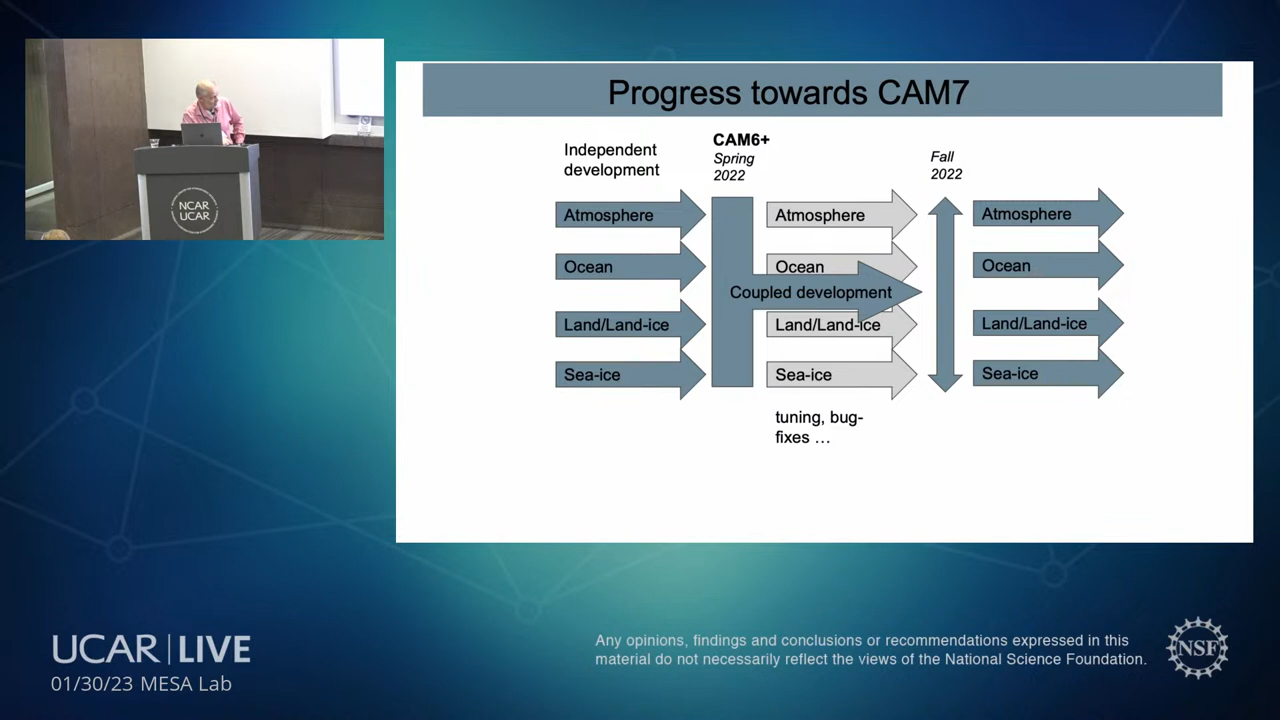 Progress towards CAM7
Independent
development
CAM6+
Spring
2022
Fall
2022
Atmosphere
Ocean
Land/Land-ice
Sea-ice
Atmosphere
Ocean
Coupled development
Land/Land-ice
Sea-ice
tuning, bug-
fixes …
Atmosphere
Ocean
Land/Land-ice
Sea-ice
NCAR
UCAR
UCAR | LIVE
01/30/23 MESA Lab
Any opinions, findings and conclusions or recommendations expressed in this
material do not necessarily reflect the views of the National Science Foundation.
NSF